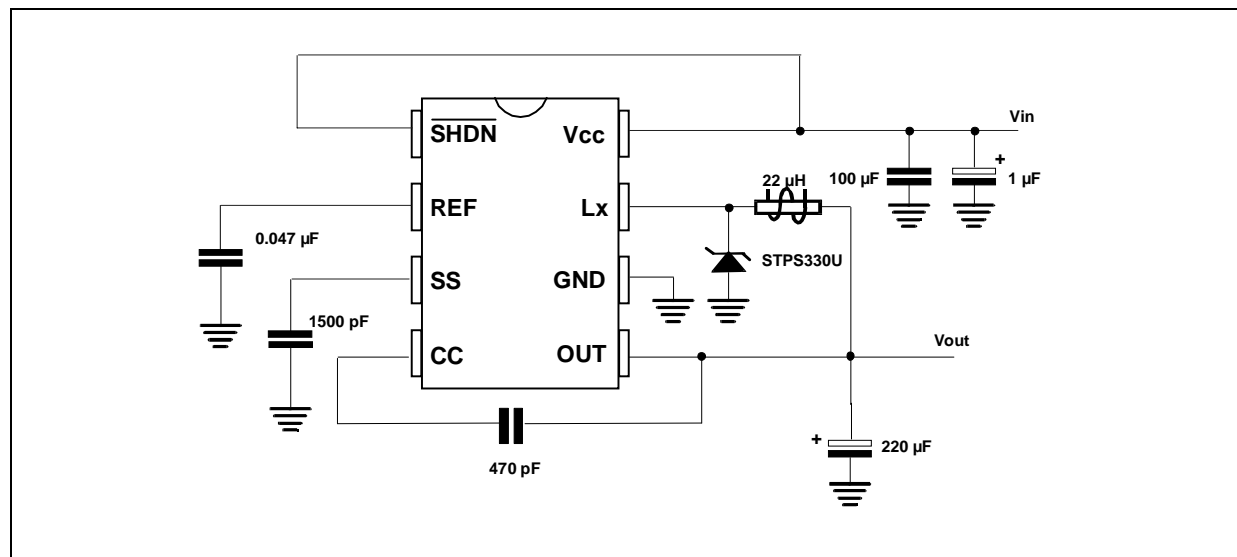 SHDN
Vcc
Vin
REF
Lx
22 µH
100 µF
+
1 µF
0.047 µF
SS
GND
STPS330U
1500 pF
CC
OUT
Vout
470 pF
+
220 µF